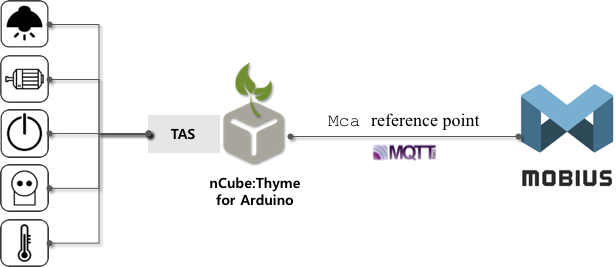 TAS
nCube:Thyme
for Arduino
Mca reference point
MQTT
MOBIUS